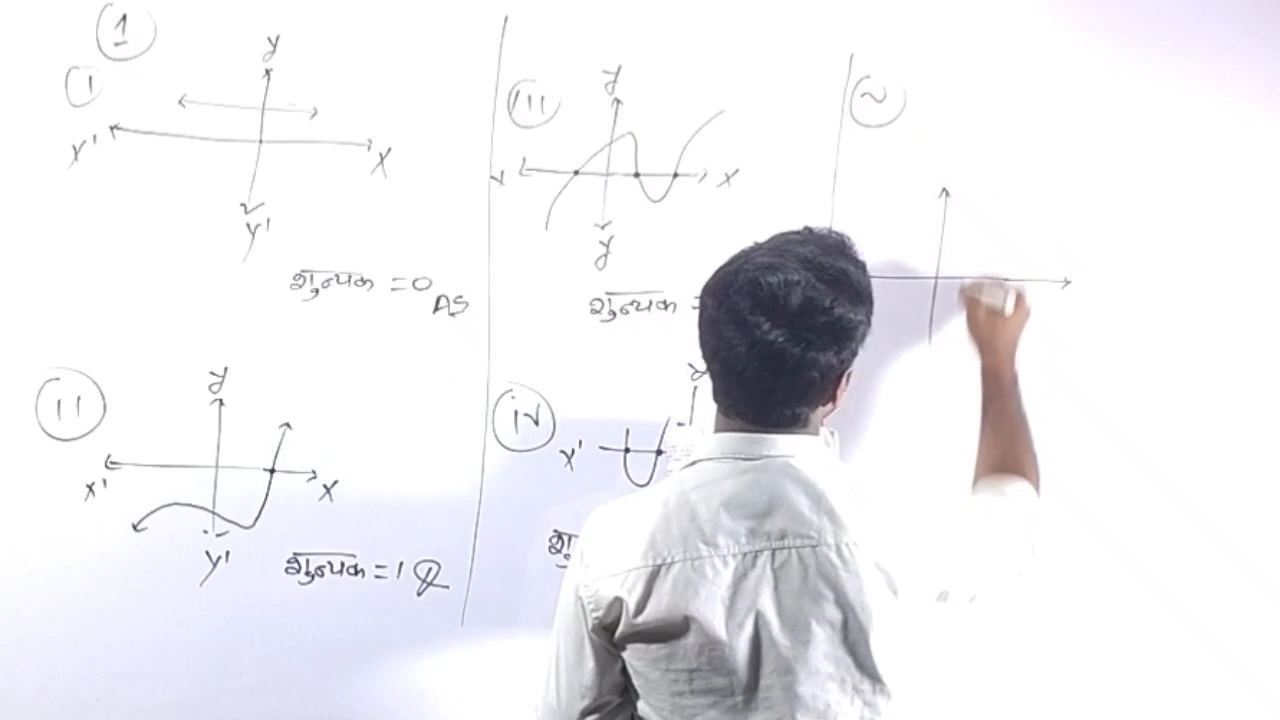 1
(i)
y
X'
X
y'
शुन्यक = 0
As
(ii)
y
X'
X
y'
शुन्यक = 1
(iii)
y
X
y
शुन्यक =
(iv)
y
X'
शु
(v)